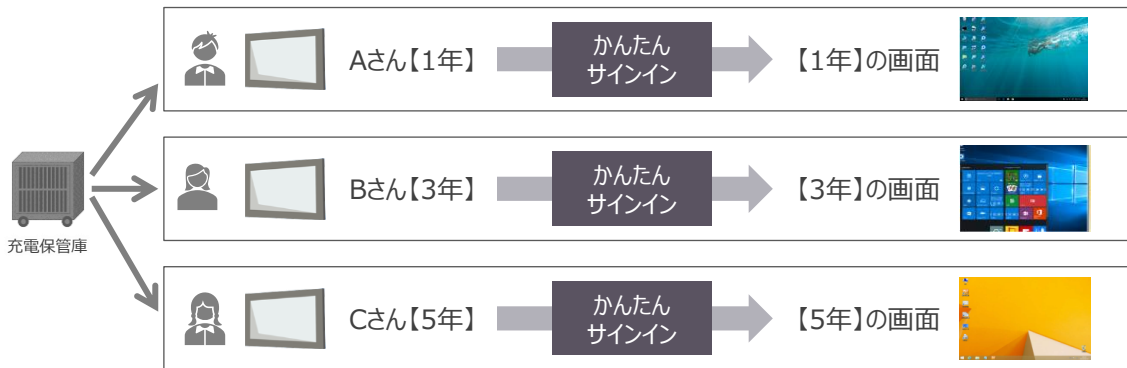 Aさん【1年】
かんたん
サインイン
【1年】の画面
Bさん【3年】
かんたん
サインイン
【3年】の画面
充電保管庫
Cさん【5年】
かんたん
サインイン
【5年】の画面